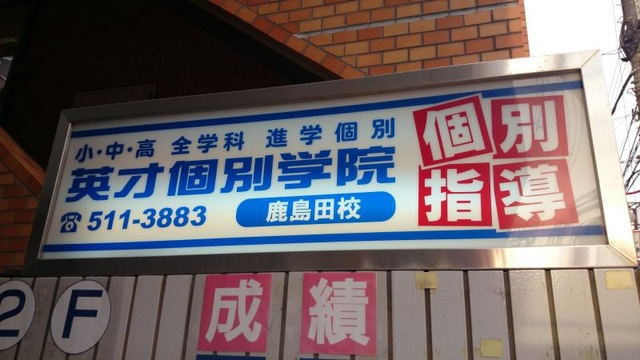 小・中・高 全学科 進学個別
英才個別学院
☎511-3883 鹿島田校
個別
指導
2F
成績